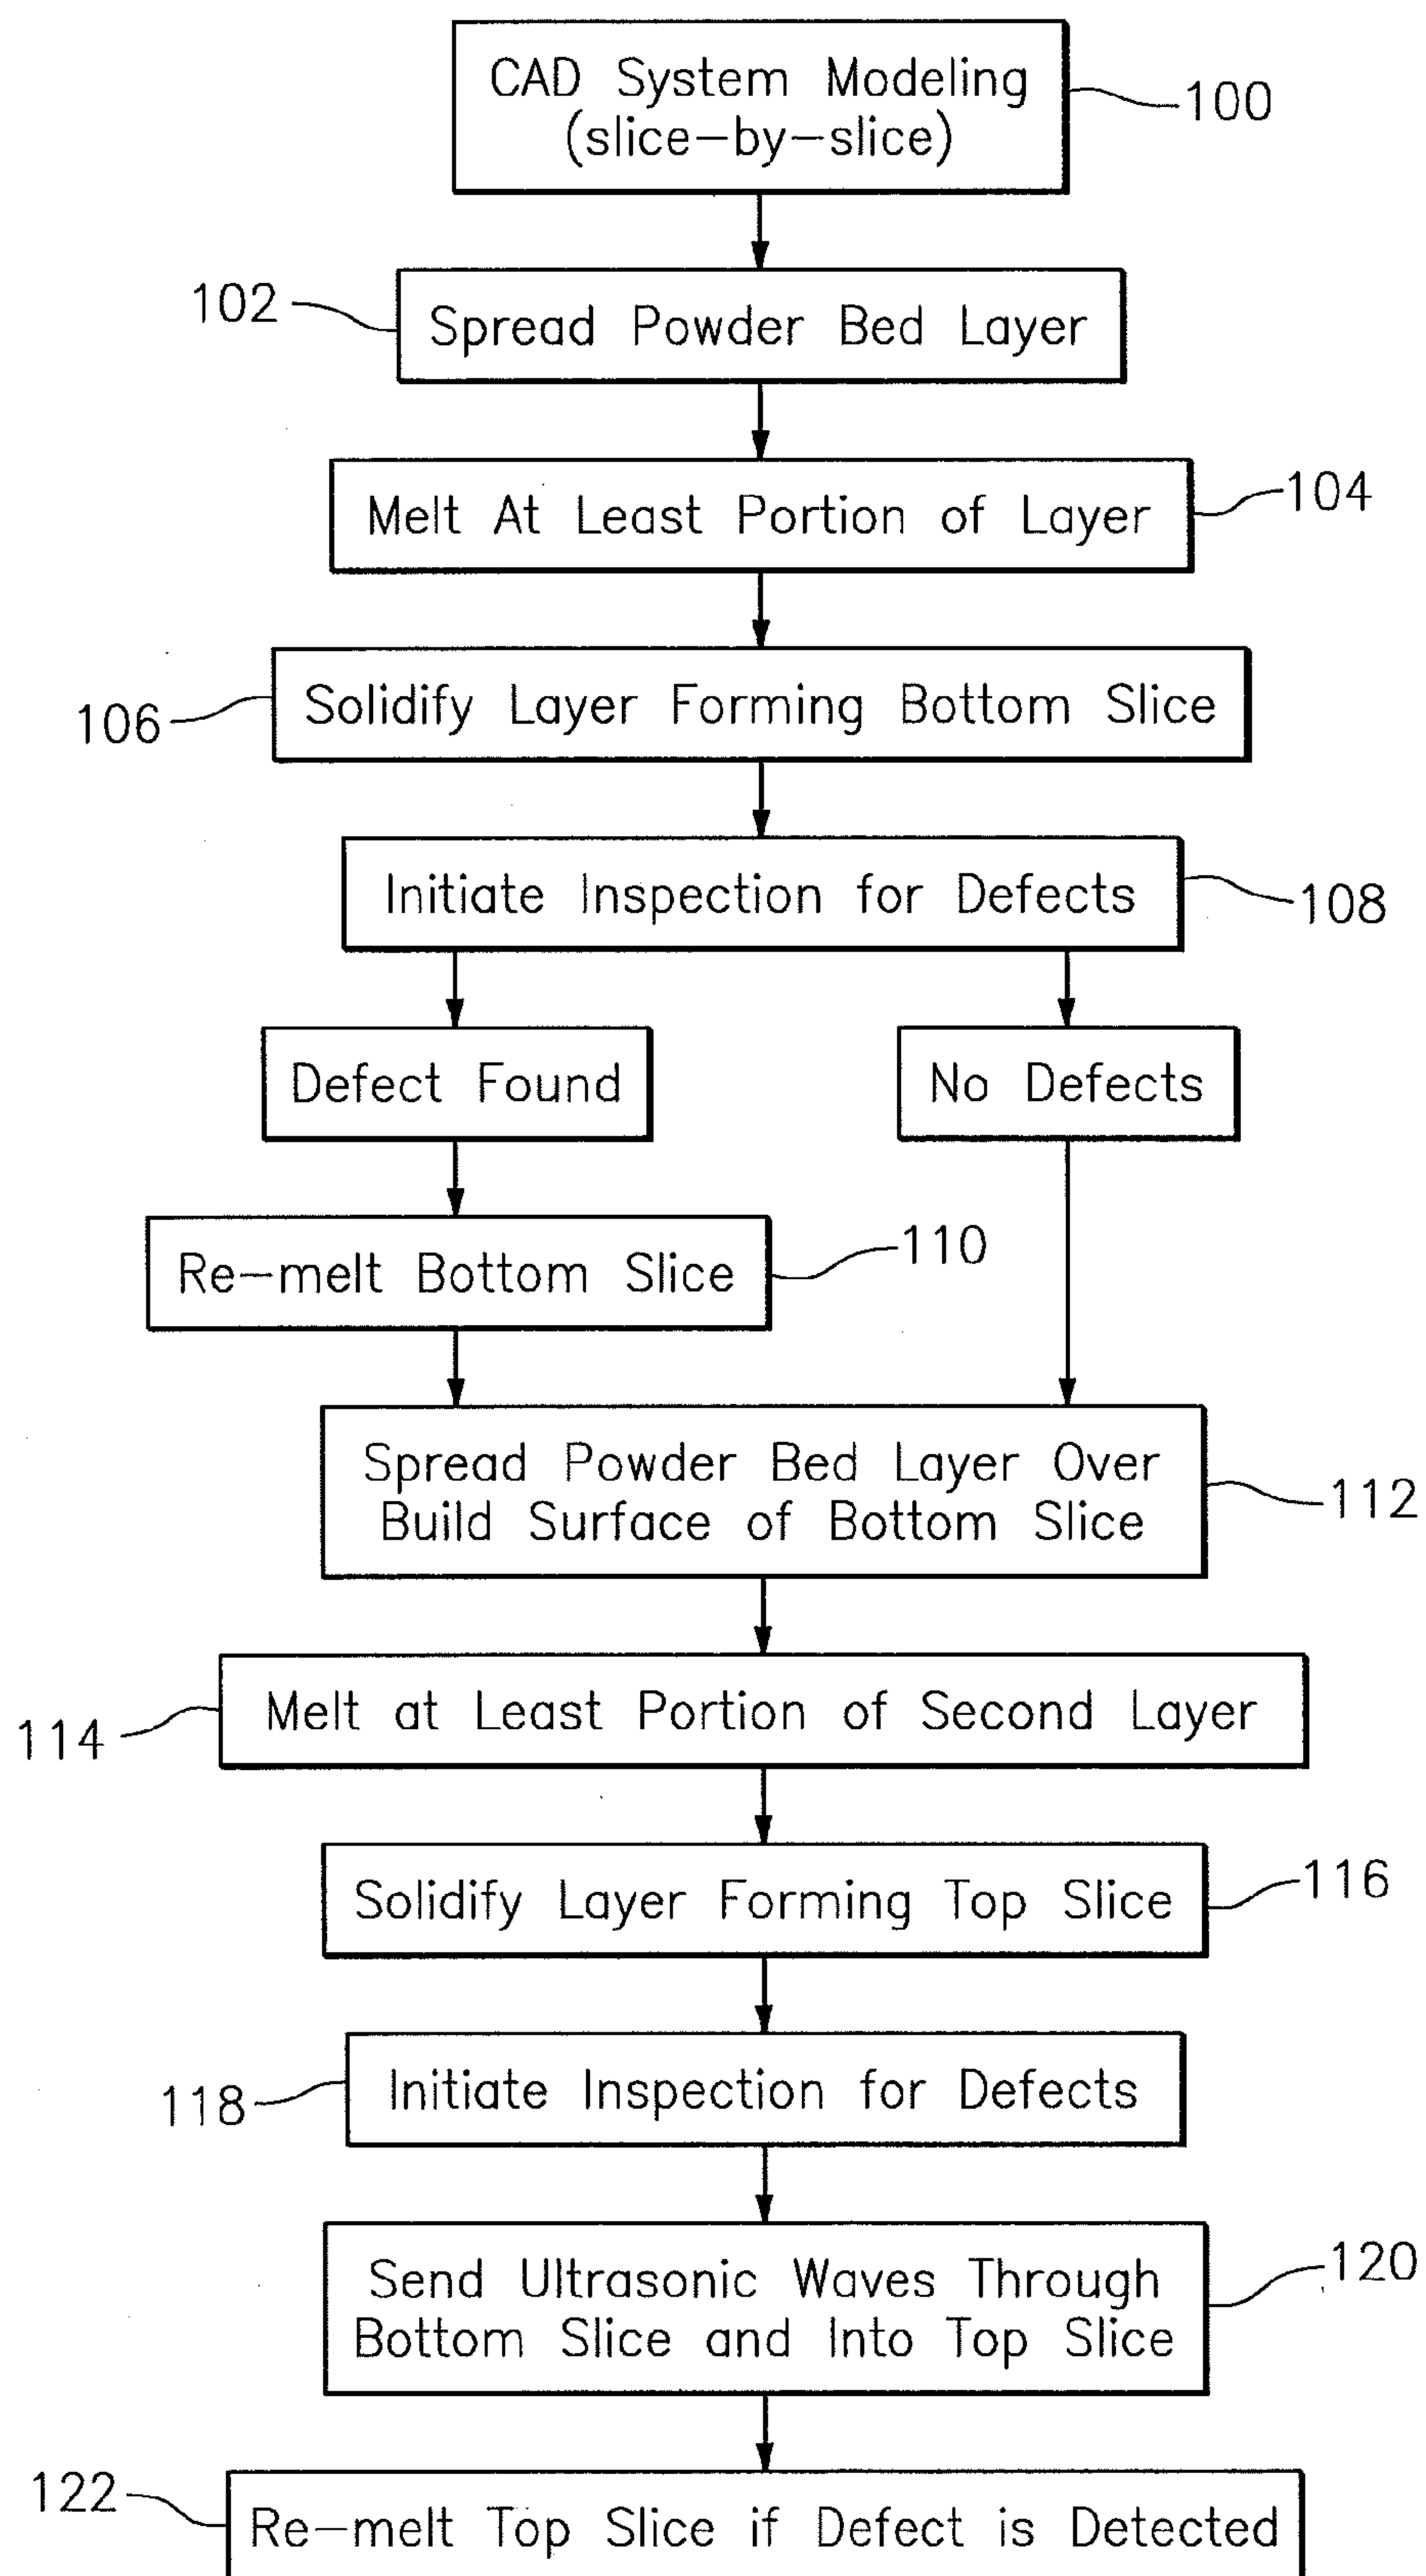 CAD System Modeling
(slice-by-slice)
100
102
Spread Powder Bed Layer
Melt At Least Portion of Layer
104
106
Solidify Layer Forming Bottom Slice
Initiate Inspection for Defects
108
Defect Found
No Defects
Re-melt Bottom Slice
110
Spread Powder Bed Layer Over
Build Surface of Bottom Slice
112
114
Melt at Least Portion of Second Layer
Solidify Layer Forming Top Slice
116
118
Initiate Inspection for Defects
Send Ultrasonic Waves Through
Bottom Slice and Into Top Slice
120
122
Re-melt Top Slice if Defect is Detected